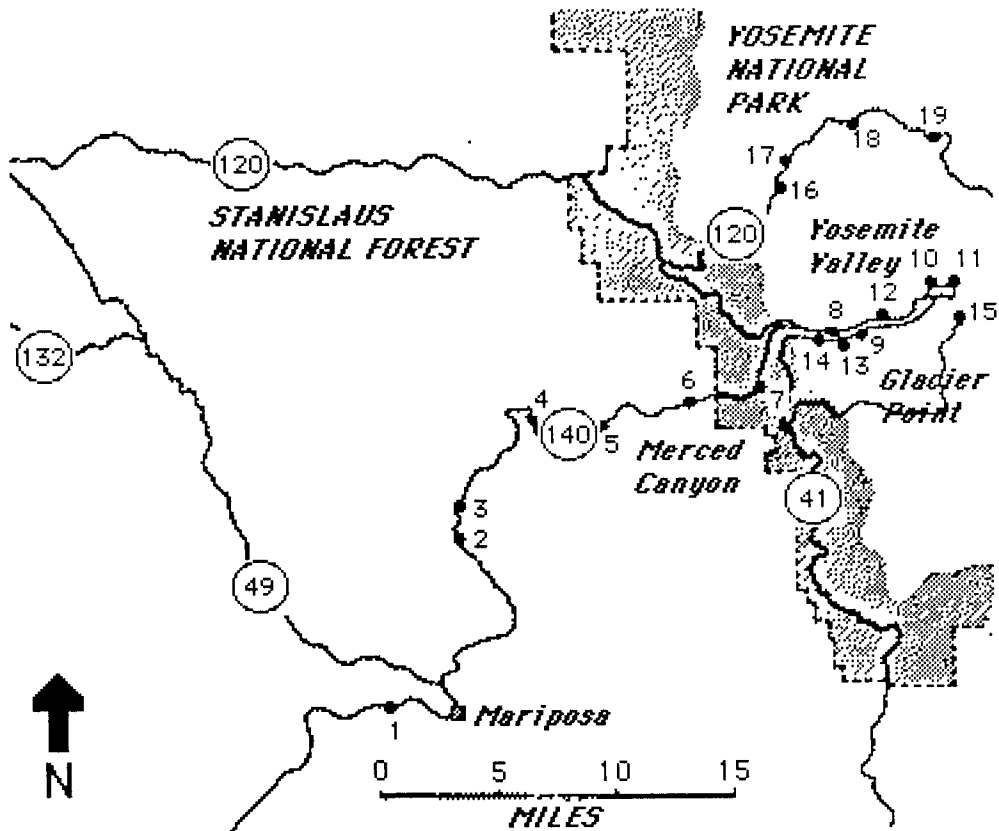 YOSEMITE
NATIONAL
PARK
19
18
17
16
120
STANISLAUS
NATIONAL FOREST
120
Yosemite
Valley
10
11
12
15
8
9
14
13
132
Glacier
Point
6
7
4
140
5
Merced
Canyon
41
3
2
49
Mariposa
1
N
0
5
10
15
MILES